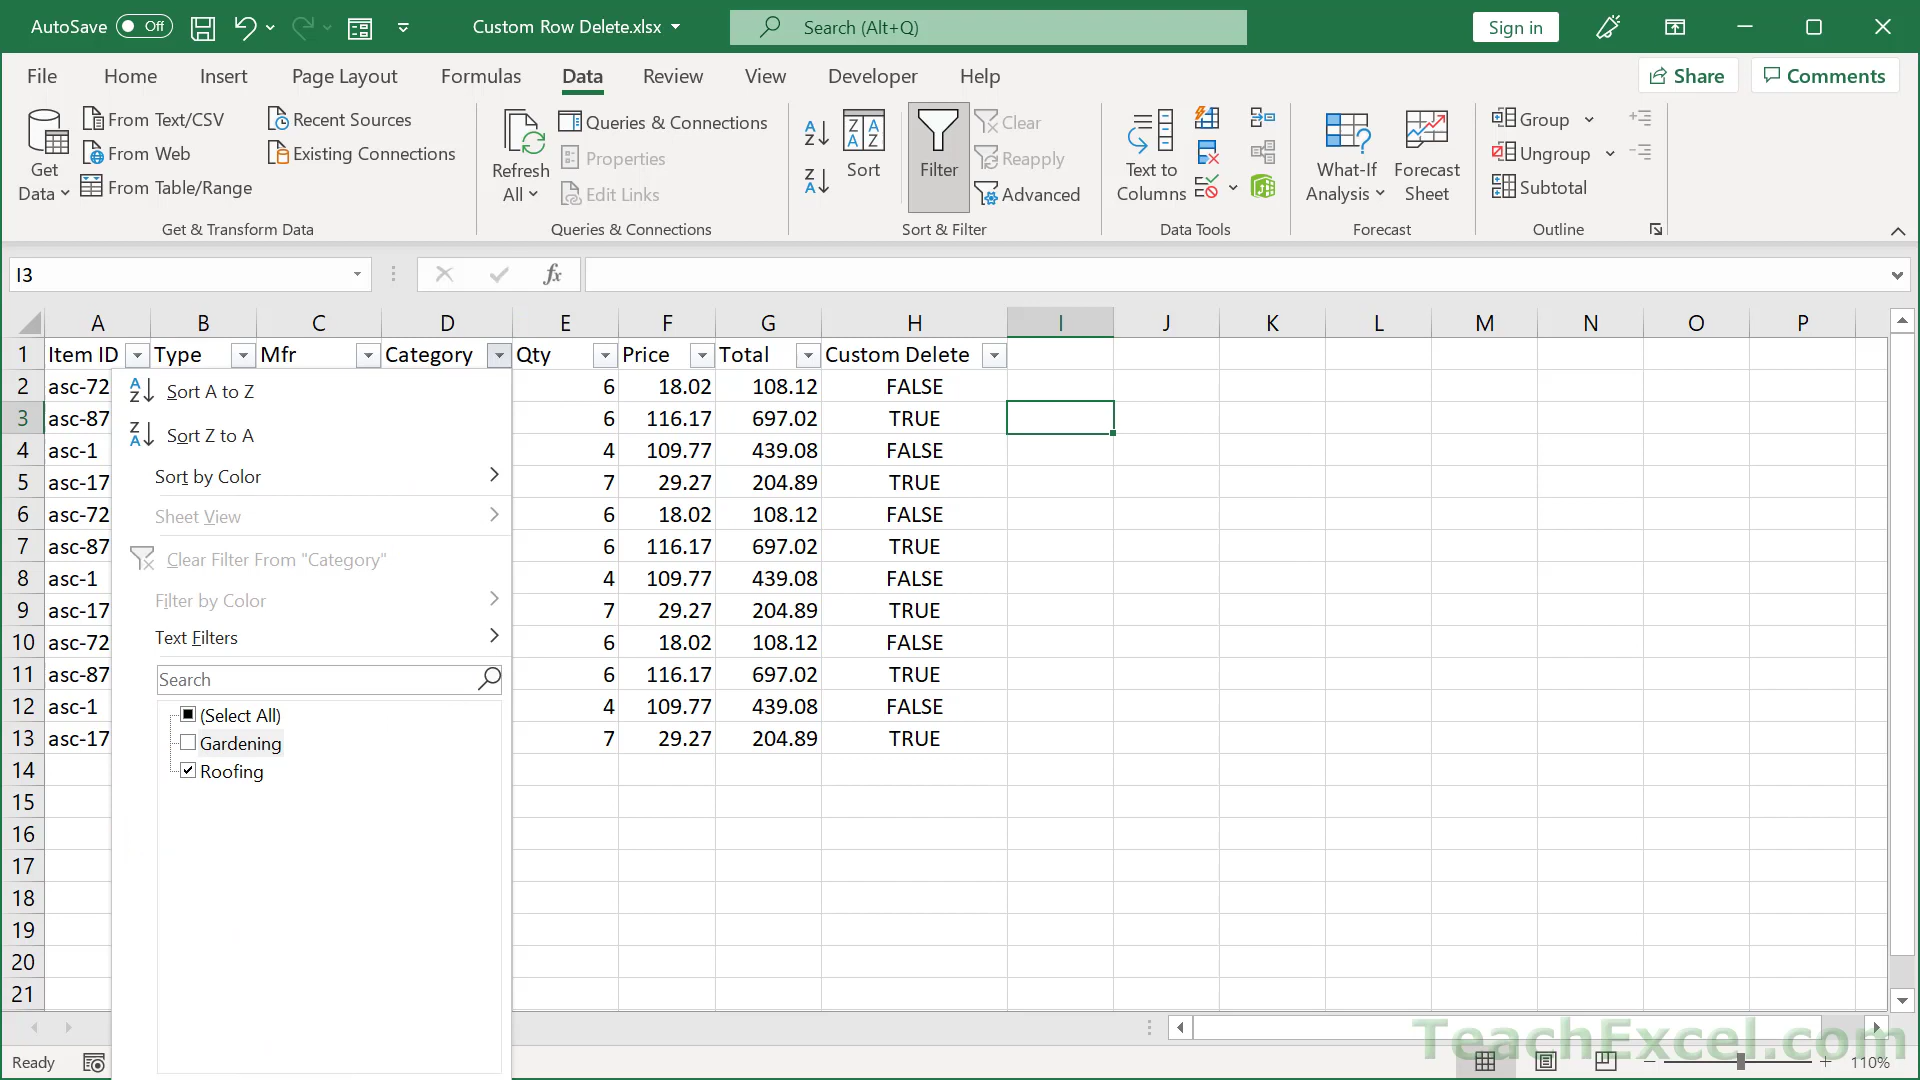 AutoSave Off Custom Row Delete.xlsx Search (Alt+Q) Sign in
File Home Insert Page Layout Formulas Data Review View Developer Help Share Comments
Get Data
From Text/CSV
From Web
From Table/Range
Recent Sources
Existing Connections
Get & Transform Data
Refresh All
Queries & Connections
Properties
Edit Links
Queries & Connections
Sort
Filter
Clear
Reapply
Advanced
Sort & Filter
Text to Columns
Data Tools
What-If Analysis
Forecast Sheet
Forecast
Group
Ungroup
Subtotal
Outline
I3 fx
A B C D E F G H I J K L M N O P
1 Item ID Type Mfr Category Qty Price Total Custom Delete
2 asc-72 6 18.02 108.12 FALSE
3 asc-87 6 116.17 697.02 TRUE
4 asc-1 4 109.77 439.08 FALSE
5 asc-17 7 29.27 204.89 TRUE
6 asc-72 6 18.02 108.12 FALSE
7 asc-87 6 116.17 697.02 TRUE
8 asc-1 4 109.77 439.08 FALSE
9 asc-17 7 29.27 204.89 TRUE
10 asc-72 6 18.02 108.12 FALSE
11 asc-87 6 116.17 697.02 TRUE
12 asc-1 4 109.77 439.08 FALSE
13 asc-17 7 29.27 204.89 TRUE
14
15
16
17
18
19
20
21
Sort A to Z
Sort Z to A
Sort by Color
Sheet View
Clear Filter From "Category"
Filter by Color
Text Filters
Search
(Select All)
Gardening
Roofing
TeachExcel.com
Ready 110%